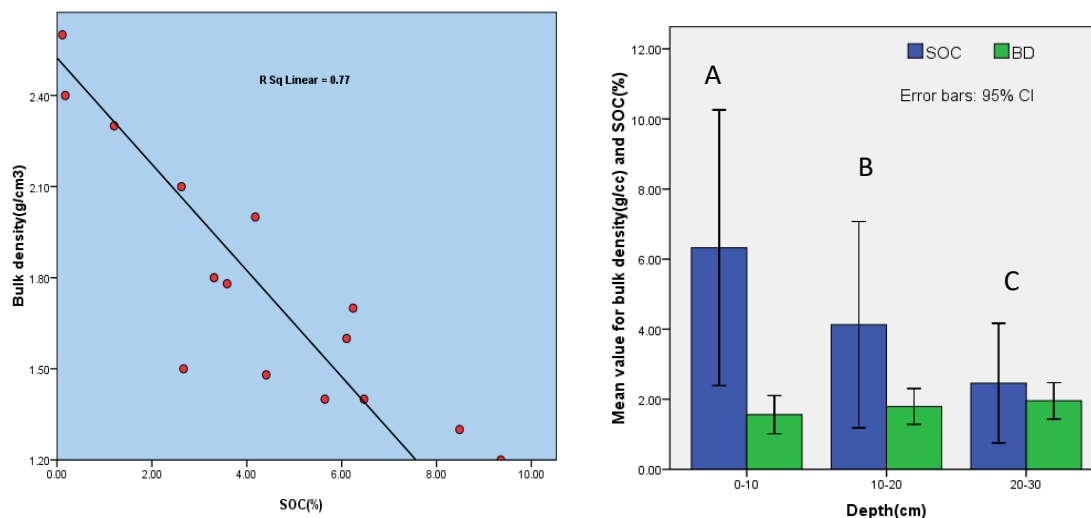 R Sq Linear = 0.77
Bulk density(g/cm3)
2.40
2.10
1.80
1.50
1.20
0.00
2.00
4.00
6.00
8.00
10.00
SOC(%)
SOC
BD
Error bars: 95% CI
A
B
C
Mean value for bulk density(g/cc) and SOC(%)
12.00
10.00
8.00
6.00
4.00
2.00
0.00
0-10
10-20
20-30
Depth(cm)